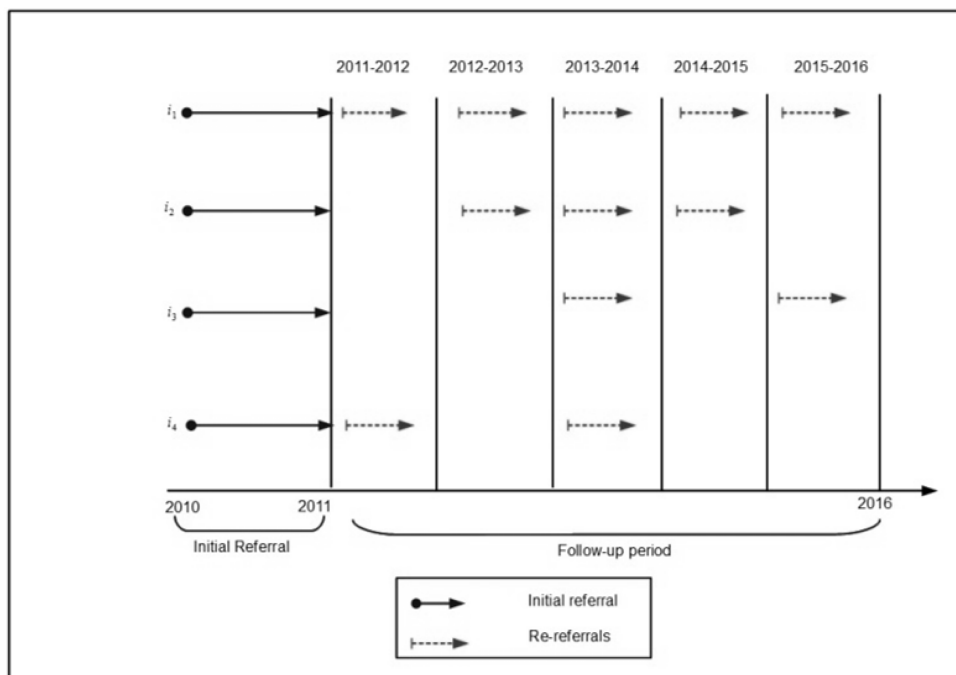 2011-2012 2012-2013 2013-2014 2014-2015 2015-2016
i1
i2
i3
i4
2010 2011 2016
Initial Referral Follow-up period
Initial referral
Re-referrals